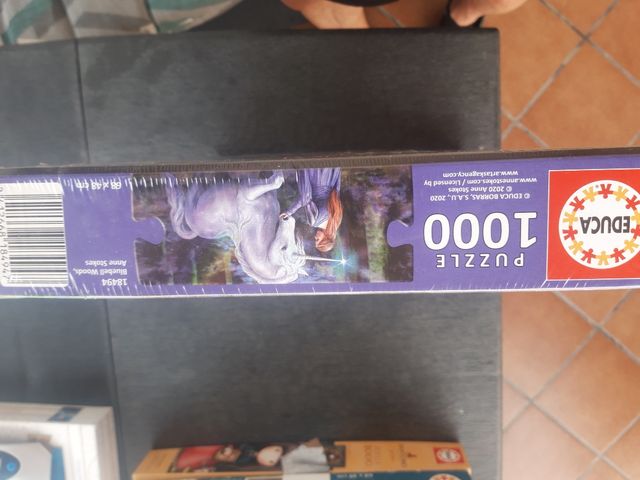 EDUCA
PUZZLE
1000
© EDUCA BORRAS, S.A.U. 2020
© 2020 Anne Stokes
www.annestokes.com / Licensed by
www.artaskagency.com
18494
Bluebell Woods,
Anne Stokes
68 x 48 cm